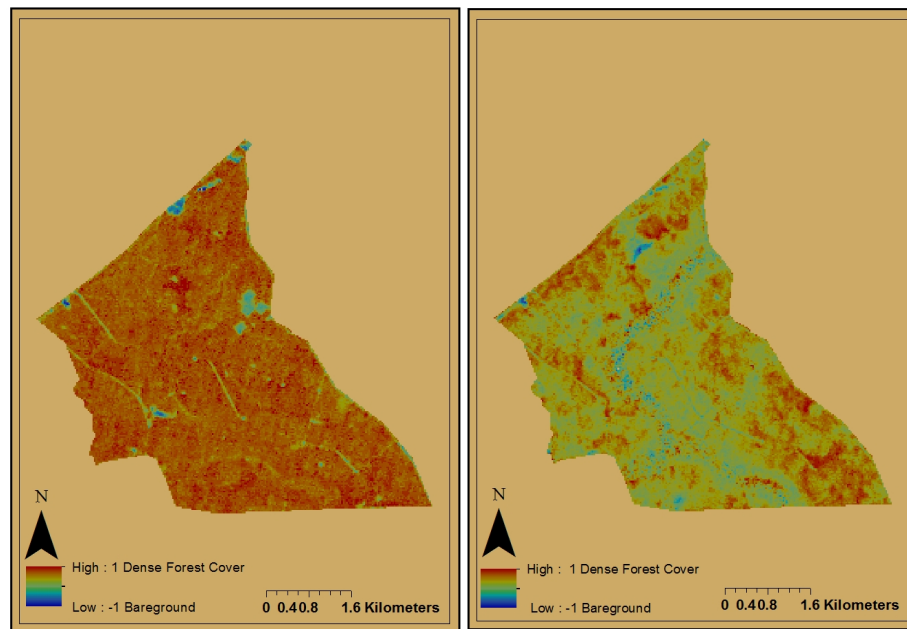 N
High : 1 Dense Forest Cover
Low : -1 Bareground
0 0.40.8 1.6 Kilometers
N
High : 1 Dense Forest Cover
Low : -1 Bareground
0 0.40.8 1.6 Kilometers